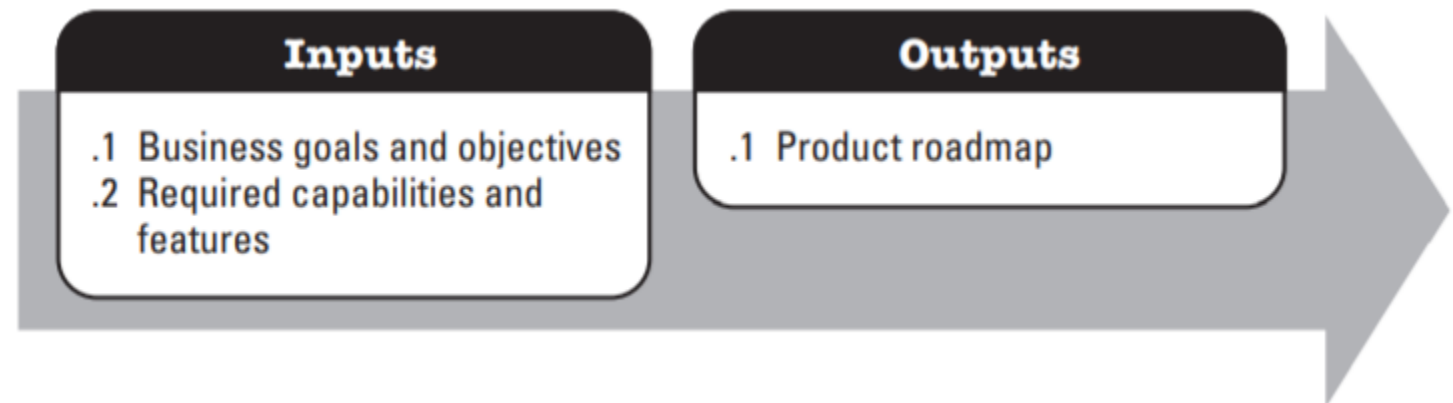 Inputs
.1 Business goals and objectives
.2 Required capabilities and
features
Outputs
.1 Product roadmap